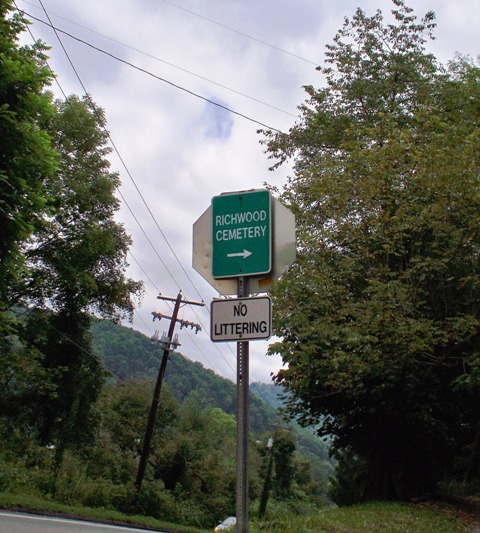 RICHWOOD
CEMETERY
→
NO
LITTERING